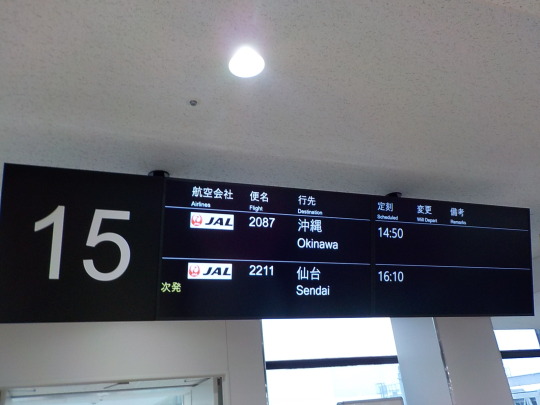 15
航空会社 便名 行先 定刻 変更 備考
Airlines Flight Destination Scheduled Will Depart Remarks
JAL 2087 沖縄 14:50
Okinawa
JAL 2211 仙台 16:10
次発 Sendai